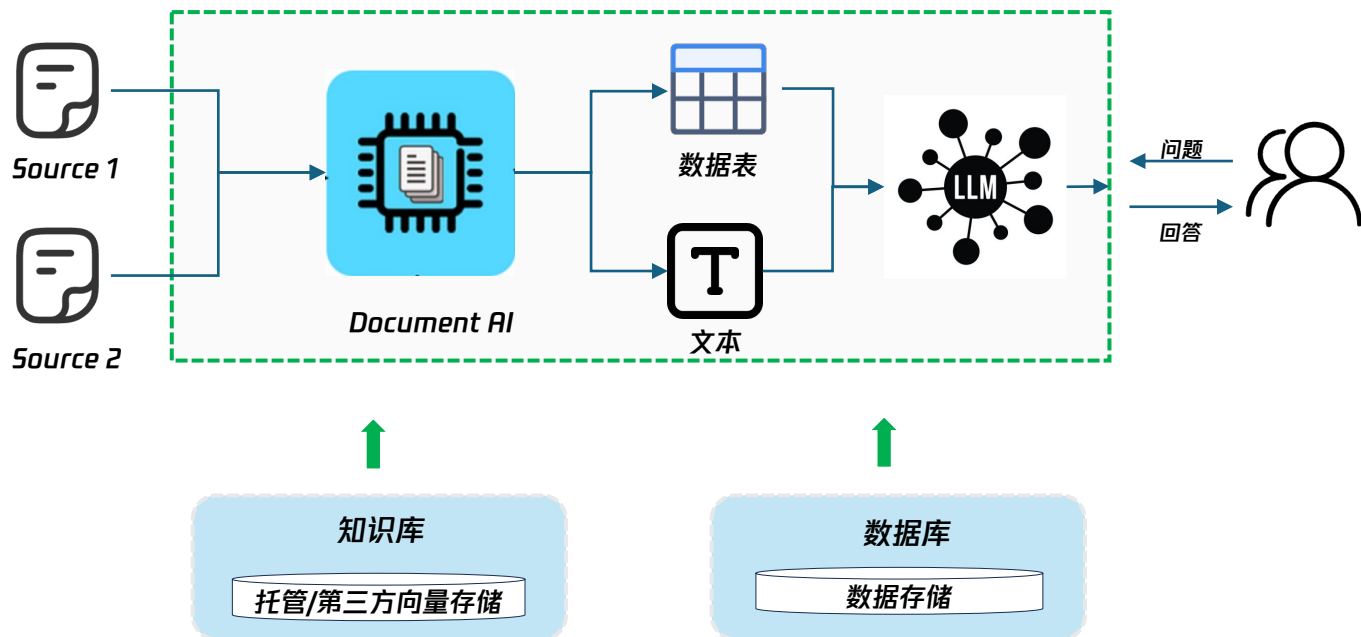 Source 1
Source 2
Document AI
数据表
文本
LLM
问题
回答
知识库
托管/第三方向量存储
数据库
数据存储